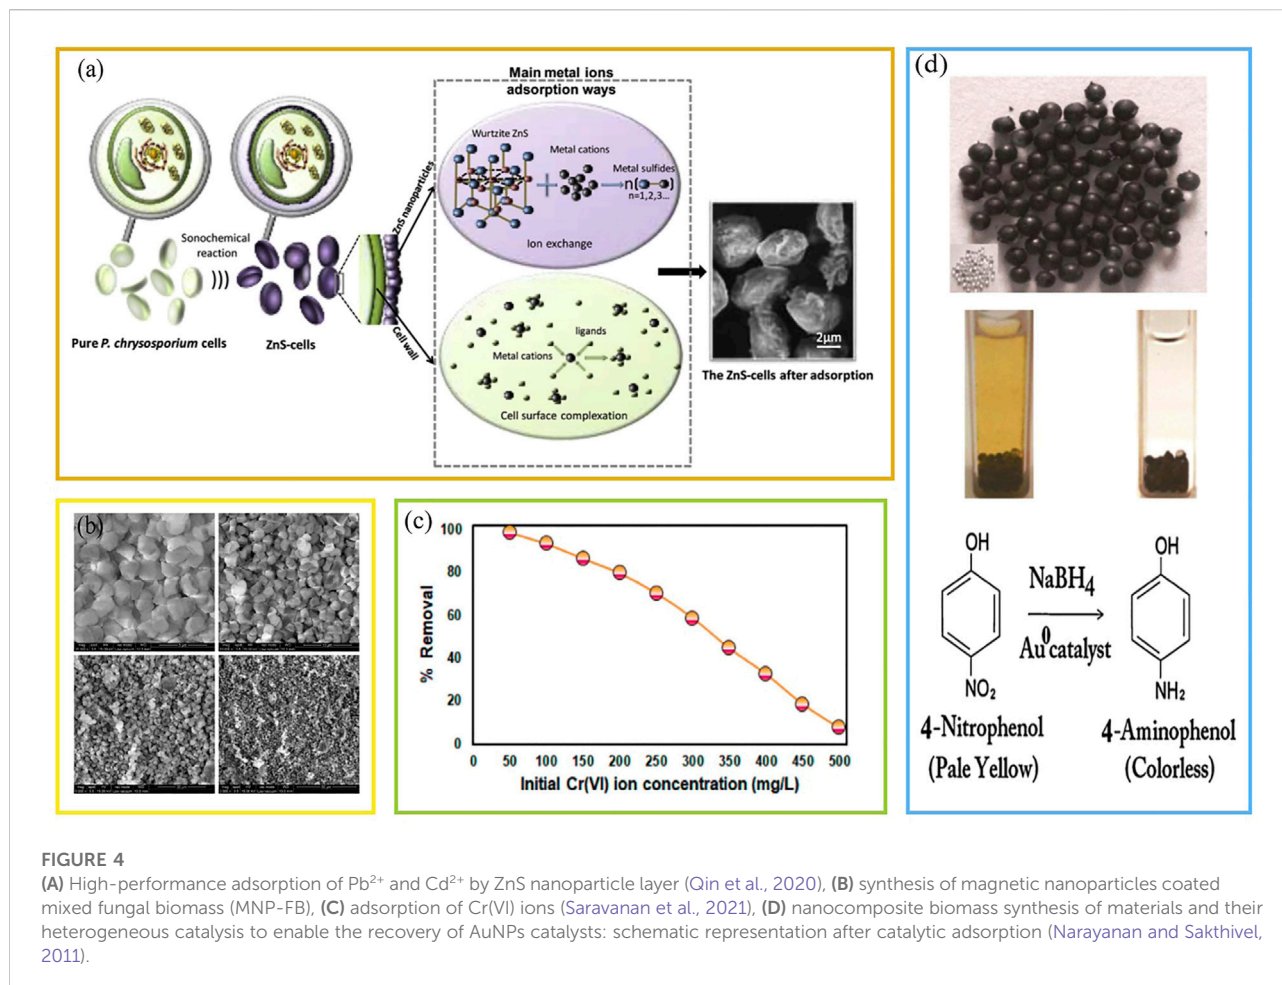 (a)
Main metal ions
adsorption ways
Wurtzite ZnS
Metal cations
Metal sulfides
n( )
n=1,2,3...
Ion exchange
ZnS nanoparticles
Sonochemical
reaction
)))
Cell wall
ligands
Metal cations
Cell surface complexation
Pure P. chrysosporium cells
ZnS-cells
2μm
The ZnS-cells after adsorption
(b)
(c)
% Removal
100
80
60
40
20
0
0 50 100 150 200 250 300 350 400 450 500
Initial Cr(VI) ion concentration (mg/L)
(d)
OH
NO₂
NaBH₄
Au⁰catalyst
OH
NH₂
4-Nitrophenol
(Pale Yellow)
4-Aminophenol
(Colorless)
FIGURE 4
(A) High-performance adsorption of Pb²⁺ and Cd²⁺ by ZnS nanoparticle layer (Qin et al., 2020), (B) synthesis of magnetic nanoparticles coated
mixed fungal biomass (MNP-FB), (C) adsorption of Cr(VI) ions (Saravanan et al., 2021), (D) nanocomposite biomass synthesis of materials and their
heterogeneous catalysis to enable the recovery of AuNPs catalysts: schematic representation after catalytic adsorption (Narayanan and Sakthivel,
2011).